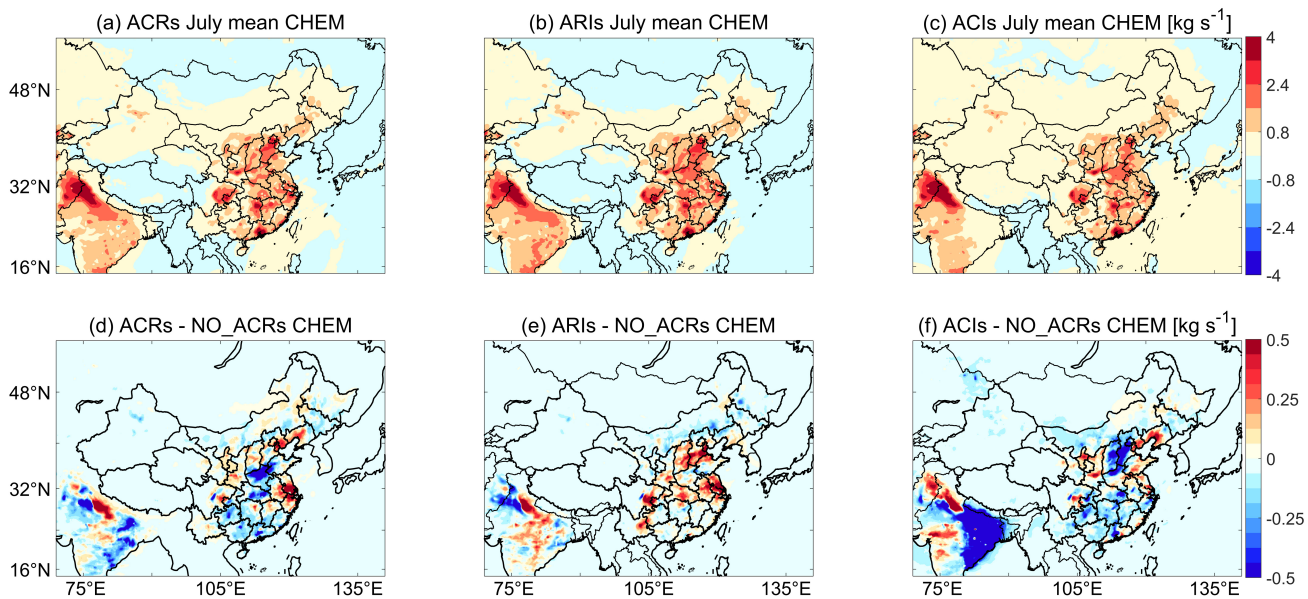 (a) ACRs July mean CHEM
(b) ARIs July mean CHEM
(c) ACIs July mean CHEM [kg s⁻¹]
48°N
32°N
16°N
4
2.4
0.8
-0.8
-2.4
-4
(d) ACRs - NO_ACRs CHEM
(e) ARIs - NO_ACRs CHEM
(f) ACIs - NO_ACRs CHEM [kg s⁻¹]
48°N
32°N
16°N
0.5
0.25
0
-0.25
-0.5
75°E 105°E 135°E
75°E 105°E 135°E
75°E 105°E 135°E